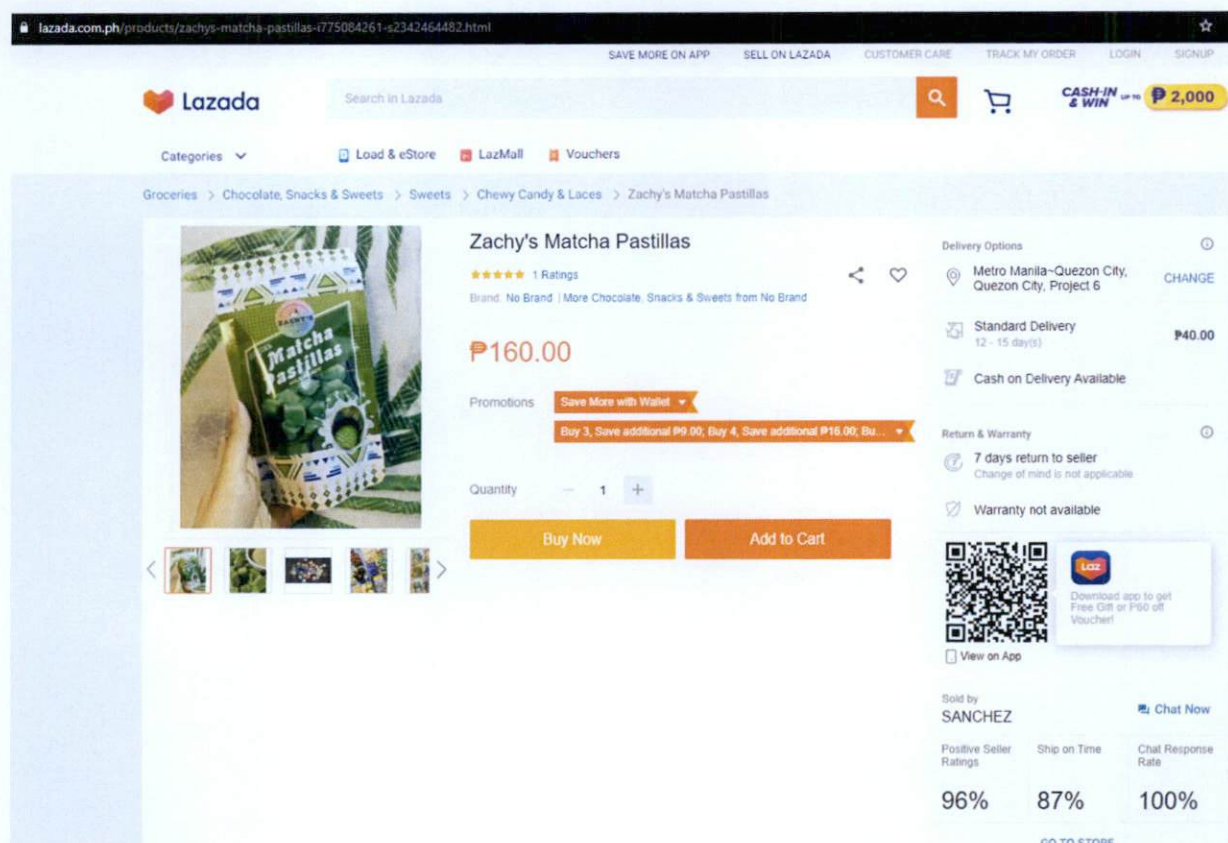 lazada.com.ph/products/zachys-matcha-pastillas-i775084261-s2342464482.html
SAVE MORE ON APP SELL ON LAZADA CUSTOMER CARE TRACK MY ORDER LOGIN SIGNUP
Lazada
Search in Lazada
CASH-IN & WIN UP TO ₱ 2,000
Categories Load & eStore LazMall Vouchers
Groceries > Chocolate, Snacks & Sweets > Sweets > Chewy Candy & Laces > Zachy's Matcha Pastillas
ZACHY'S
Matcha
Pastillas
Zachy's Matcha Pastillas
1 Ratings
Brand: No Brand | More Chocolate, Snacks & Sweets from No Brand
₱160.00
Promotions Save More with Wallet
Buy 3, Save additional ₱9.00; Buy 4, Save additional ₱16.00; Bu...
Quantity − 1 +
Buy Now Add to Cart
Delivery Options
Metro Manila~Quezon City,
Quezon City, Project 6
CHANGE
Standard Delivery
12 - 15 day(s)
₱40.00
Cash on Delivery Available
Return & Warranty
7 days return to seller
Change of mind is not applicable
Warranty not available
Laz
Download app to get
Free Gift or ₱60 off
Voucher!
View on App
Sold by
SANCHEZ
Chat Now
Positive Seller
Ratings
96%
Ship on Time
87%
Chat Response
Rate
100%
GO TO STORE